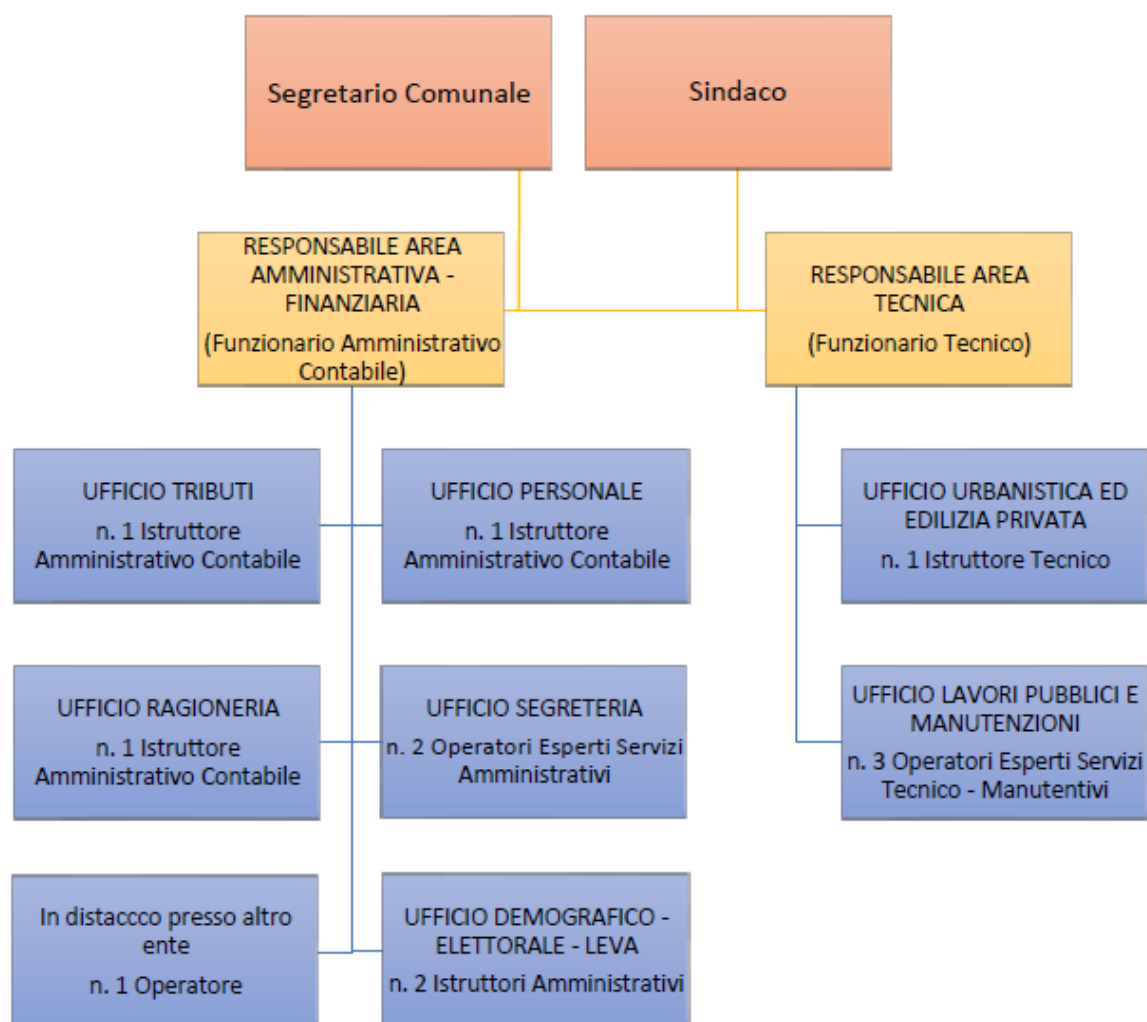 Segretario Comunale
Sindaco
RESPONSABILE AREA
AMMINISTRATIVA -
FINANZIARIA
(Funzionario Amministrativo
Contabile)
RESPONSABILE AREA
TECNICA
(Funzionario Tecnico)
UFFICIO TRIBUTI
n. 1 Istruttore
Amministrativo Contabile
UFFICIO PERSONALE
n. 1 Istruttore
Amministrativo Contabile
UFFICIO URBANISTICA ED
EDILIZIA PRIVATA
n. 1 Istruttore Tecnico
UFFICIO RAGIONERIA
n. 1 Istruttore
Amministrativo Contabile
UFFICIO SEGRETERIA
n. 2 Operatori Esperti Servizi
Amministrativi
UFFICIO LAVORI PUBBLICI E
MANUTENZIONI
n. 3 Operatori Esperti Servizi
Tecnico - Manutentivi
In distaccco presso altro
ente
n. 1 Operatore
UFFICIO DEMOGRAFICO -
ELETTORALE - LEVA
n. 2 Istruttori Amministrativi